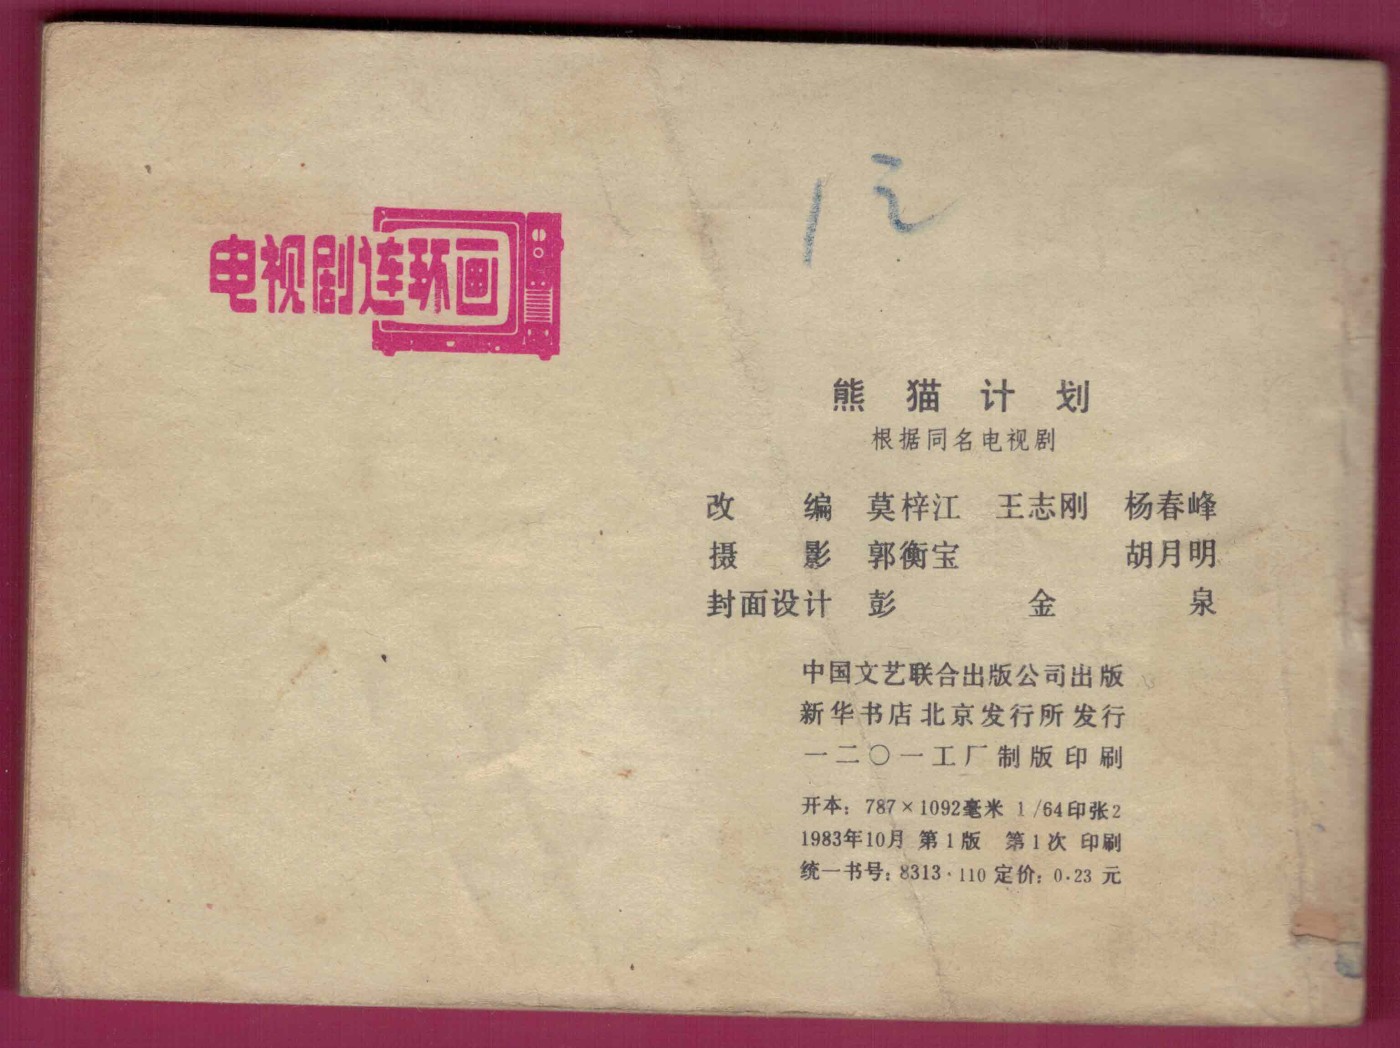 电视剧连环画
熊猫计划
根据同名电视剧
改编 莫梓江 王志刚 杨春峰
摄影 郭衡宝 胡月明
封面设计 彭金泉
中国文艺联合出版公司出版
新华书店北京发行所发行
一二〇一工厂制版印刷
开本：787×1092毫米 1/64印张2
1983年10月 第1版 第1次 印刷
统一书号：8313·110 定价：0.23 元